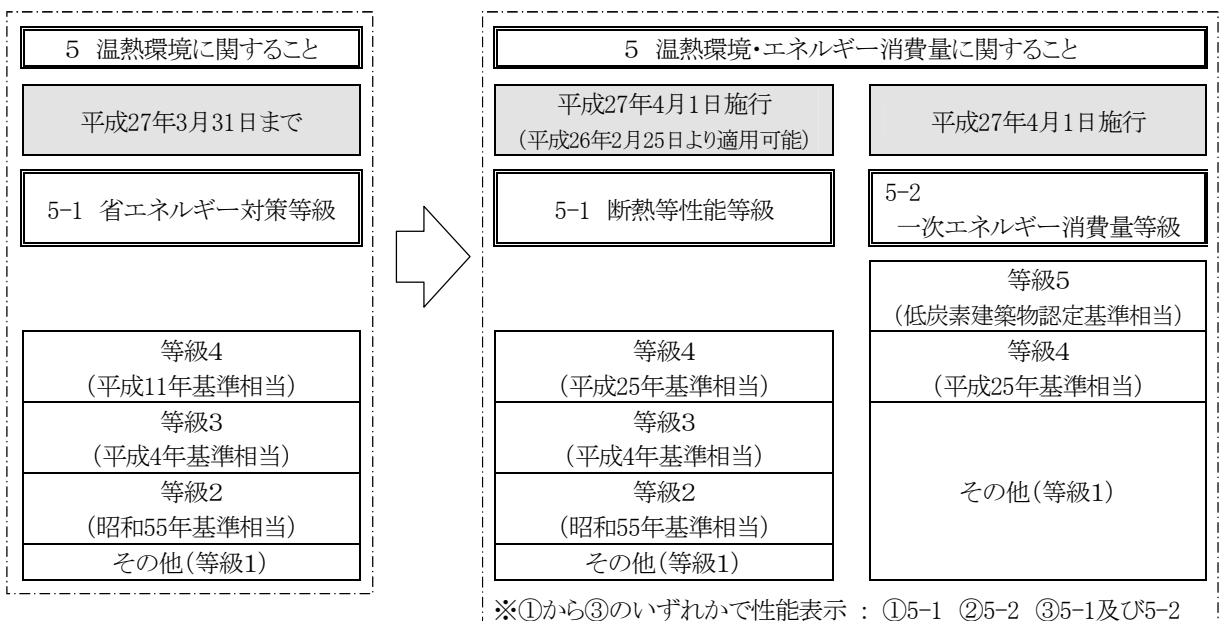 5 温熱環境に関すること
平成27年3月31日まで
5-1 省エネルギー対策等級
等級4
(平成11年基準相当)
等級3
(平成4年基準相当)
等級2
(昭和55年基準相当)
その他(等級1)
5 温熱環境・エネルギー消費量に関すること
平成27年4月1日施行
(平成26年2月25日より適用可能)
5-1 断熱等性能等級
等級4
(平成25年基準相当)
等級3
(平成4年基準相当)
等級2
(昭和55年基準相当)
その他(等級1)
平成27年4月1日施行
5-2
一次エネルギー消費量等級
等級5
(低炭素建築物認定基準相当)
等級4
(平成25年基準相当)
その他(等級1)
※①から③のいずれかで性能表示 : ①5-1 ②5-2 ③5-1及び5-2